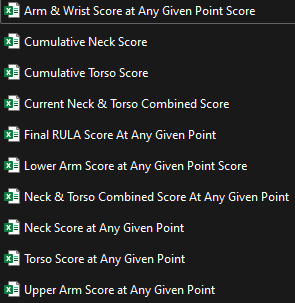 Arm & Wrist Score at Any Given Point Score
Cumulative Neck Score
Cumulative Torso Score
Current Neck & Torso Combined Score
Final RULA Score At Any Given Point
Lower Arm Score at Any Given Point Score
Neck & Torso Combined Score At Any Given Point
Neck Score at Any Given Point
Torso Score at Any Given Point
Upper Arm Score at Any Given Point